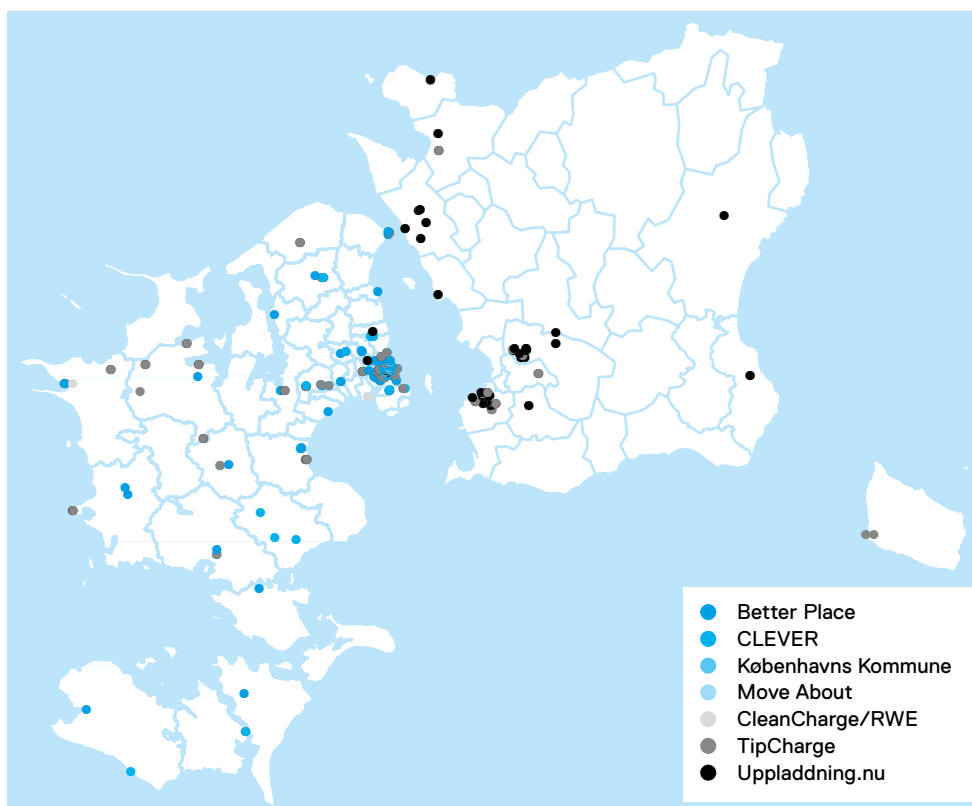 Better Place
CLEVER
Københavns Kommune
Move About
CleanCharge/RWE
TipCharge
Uppladdning.nu